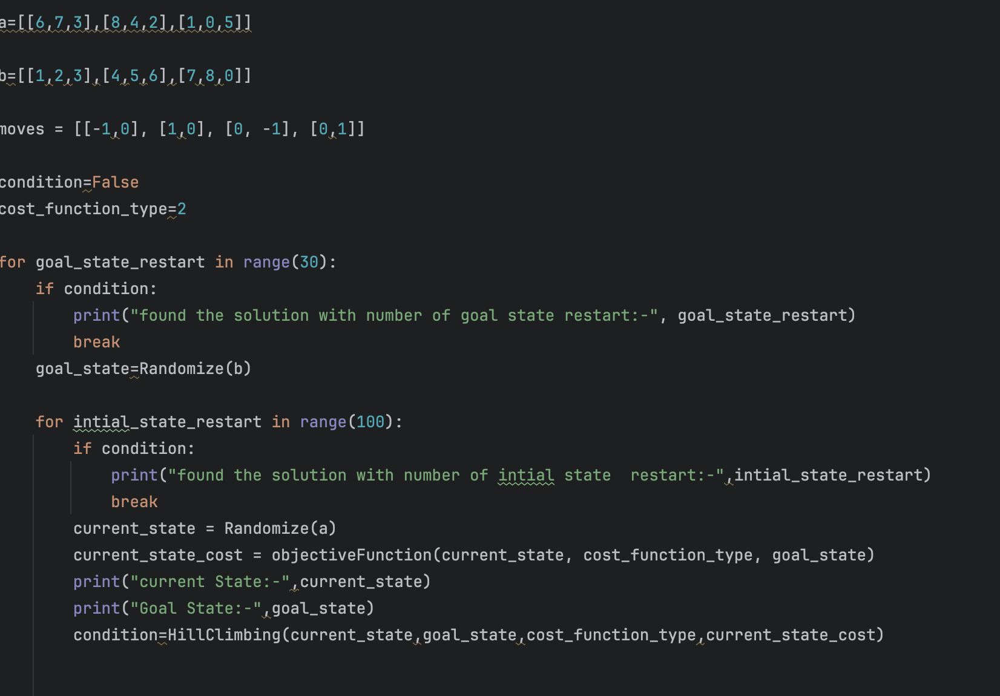 a=[[6,7,3],[8,4,2],[1,0,5]]
b=[[1,2,3],[4,5,6],[7,8,0]]
moves = [[-1,0], [1,0], [0, -1], [0,1]]
condition=False
cost_function_type=2
for goal_state_restart in range(30):
    if condition:
        print("found the solution with number of goal state restart:-", goal_state_restart)
        break
    goal_state=Randomize(b)
    for intial_state_restart in range(100):
        if condition:
            print("found the solution with number of intial state  restart:-",intial_state_restart)
            break
        current_state = Randomize(a)
        current_state_cost = objectiveFunction(current_state, cost_function_type, goal_state)
        print("current State:-",current_state)
        print("Goal State:-",goal_state)
        condition=HillClimbing(current_state,goal_state,cost_function_type,current_state_cost)